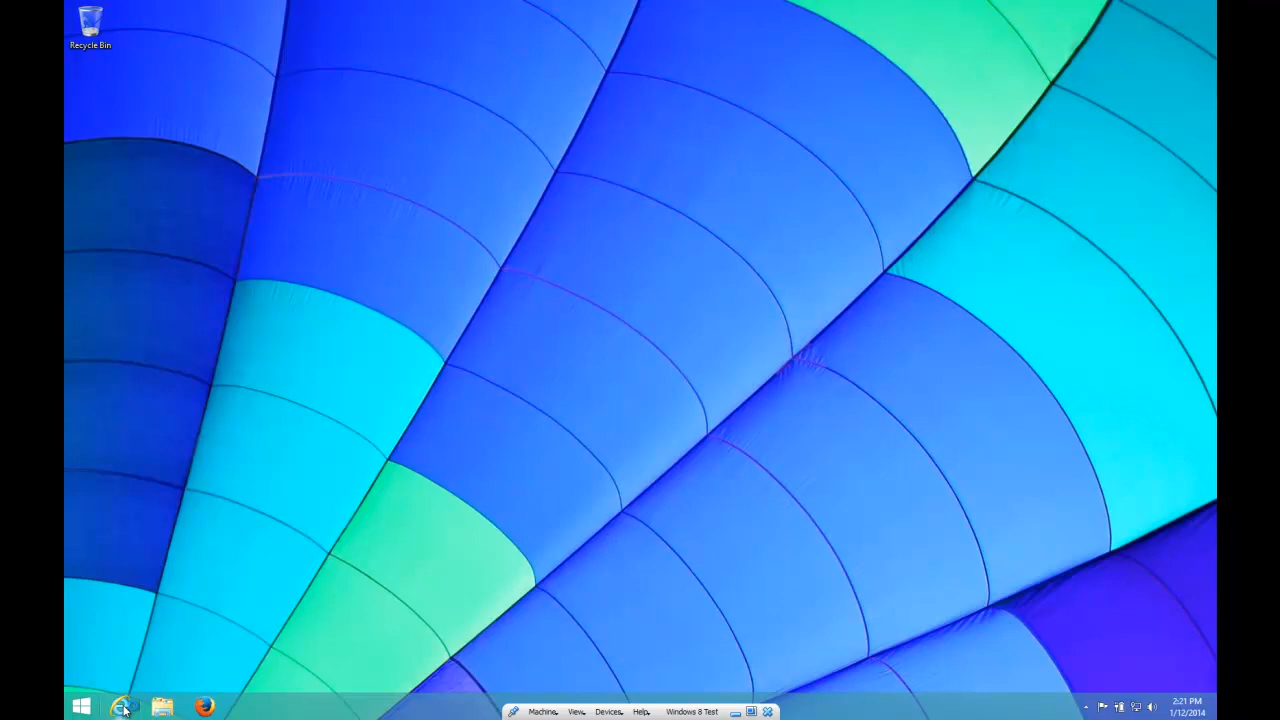 Recycle Bin
Machine
View
Devices
Help
Windows 8 Test
2:21 PM
1/12/2014